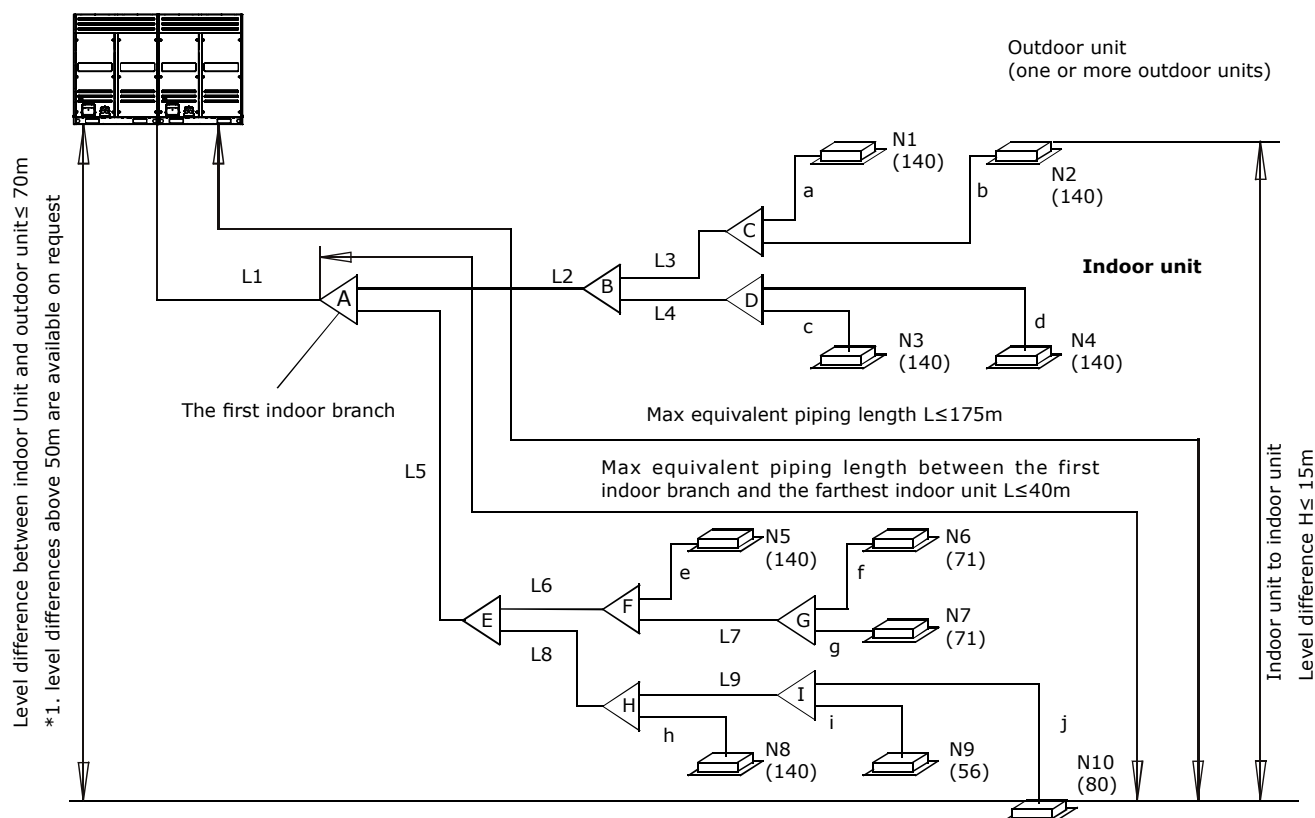 Outdoor unit
(one or more outdoor units)
Level difference between indoor Unit and outdoor unit≤ 70m
*1. level differences above 50m are available on request
N1
(140)
N2
(140)
a
b
C
Indoor unit
L1
L2
L3
A
B
D
L4
c
d
N3
(140)
N4
(140)
The first indoor branch
Max equivalent piping length L≤175m
Max equivalent piping length between the first
indoor branch and the farthest indoor unit L≤40m
L5
Indoor unit to indoor unit
Level difference H≤ 15m
N5
(140)
N6
(71)
e
f
L6
F
E
G
N7
(71)
L7
g
L8
L9
I
H
h
i
j
N8
(140)
N9
(56)
N10
(80)